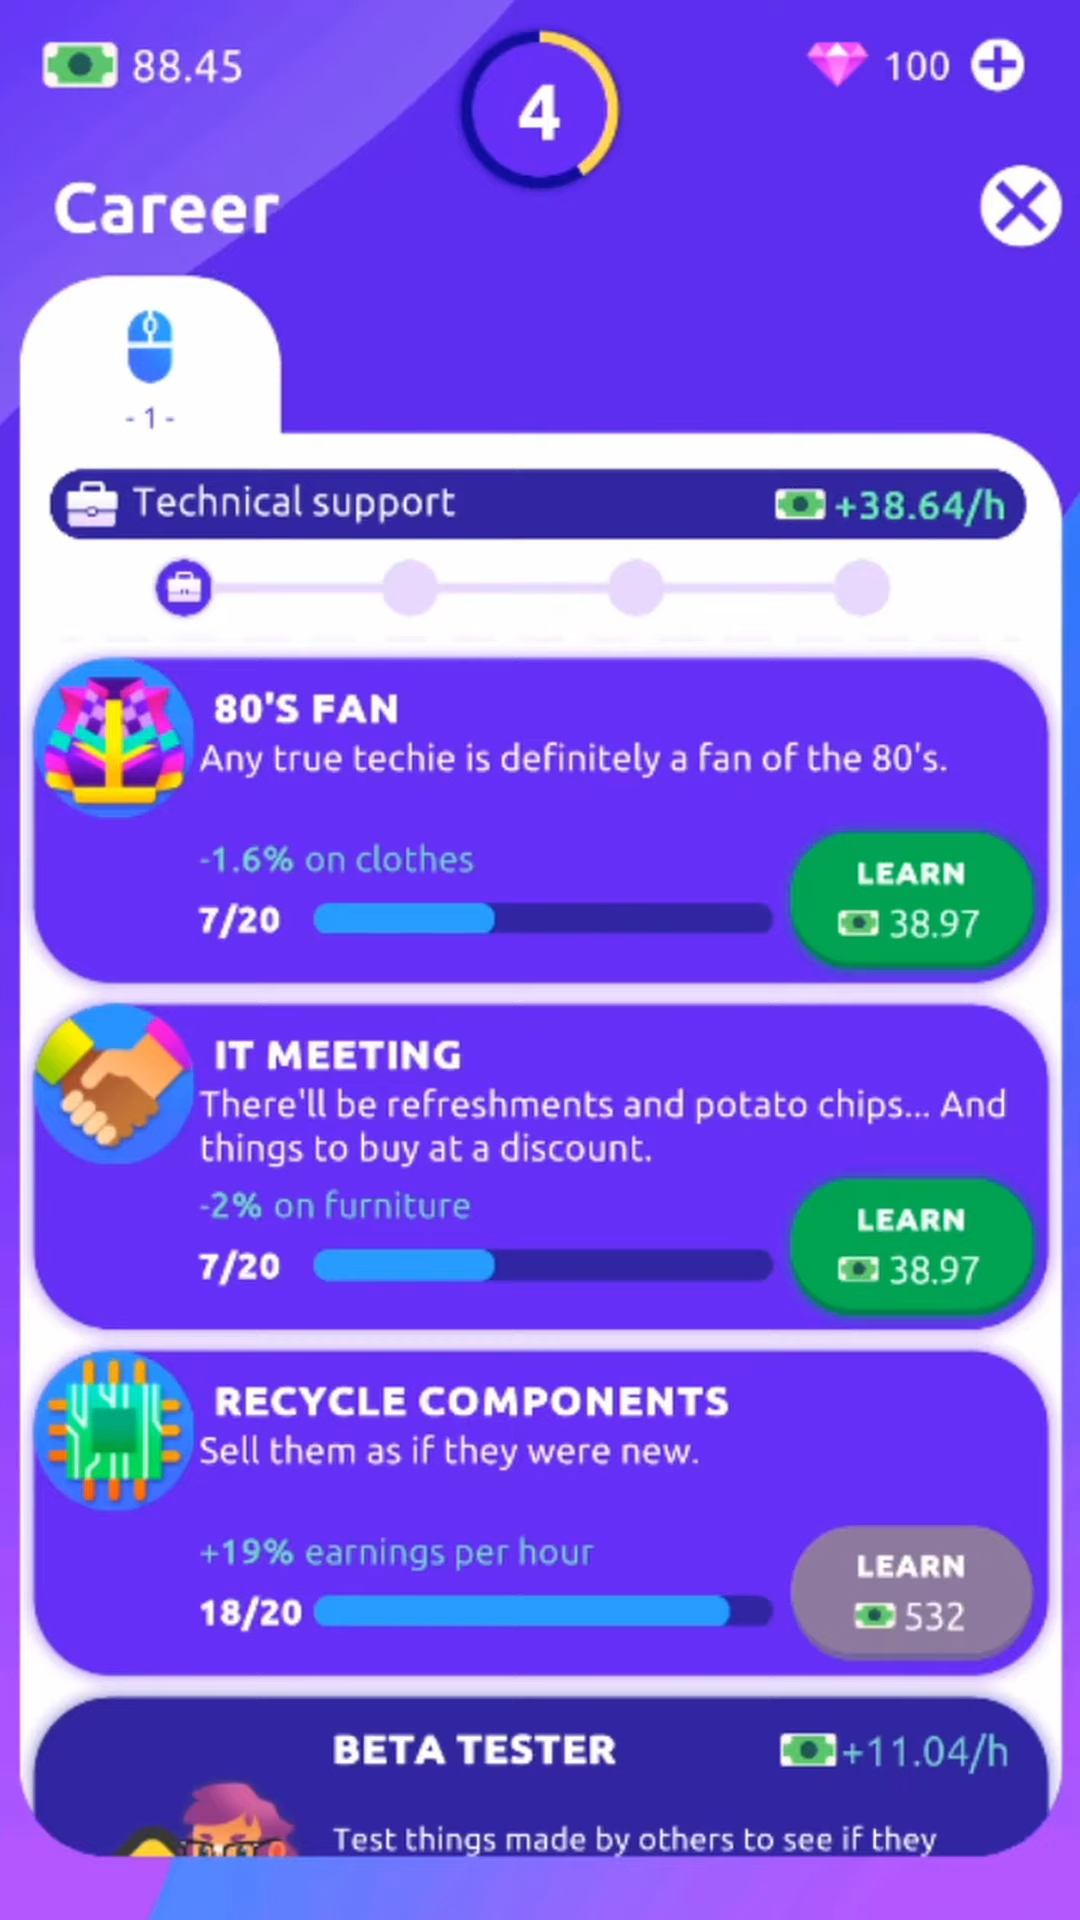 88.45
4
100
Career
- 1 -
Technical support
+38.64/h
80'S FAN
Any true techie is definitely a fan of the 80's.
-1.6% on clothes
7/20
LEARN
38.97
IT MEETING
There'll be refreshments and potato chips... And
things to buy at a discount.
-2% on furniture
7/20
LEARN
38.97
RECYCLE COMPONENTS
Sell them as if they were new.
+19% earnings per hour
18/20
LEARN
532
BETA TESTER
+11.04/h
Test things made by others to see if they